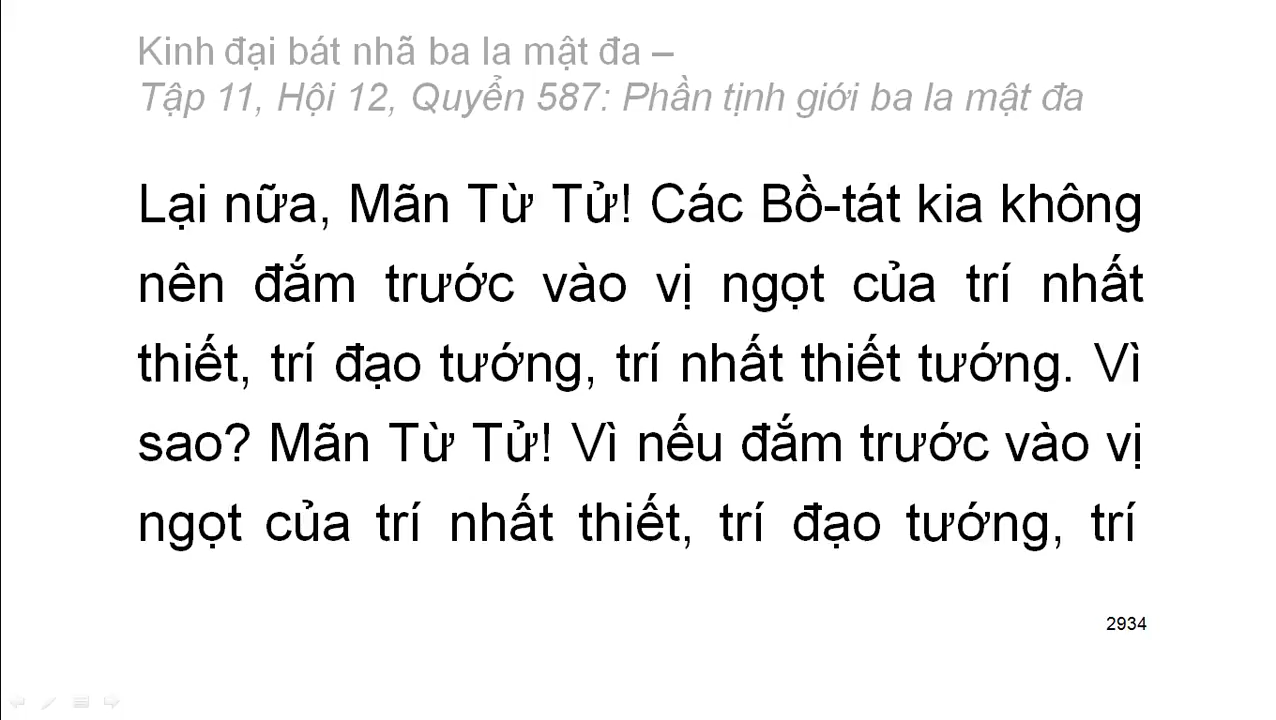 Kinh đại bát nhã ba la mật đa –
Tập 11, Hội 12, Quyển 587: Phần tịnh giới ba la mật đa
Lại nữa, Mãn Từ Tử! Các Bồ-tát kia không
nên đắm trước vào vị ngọt của trí nhất
thiết, trí đạo tướng, trí nhất thiết tướng. Vì
sao? Mãn Từ Tử! Vì nếu đắm trước vào vị
ngọt của trí nhất thiết, trí đạo tướng, trí
2934